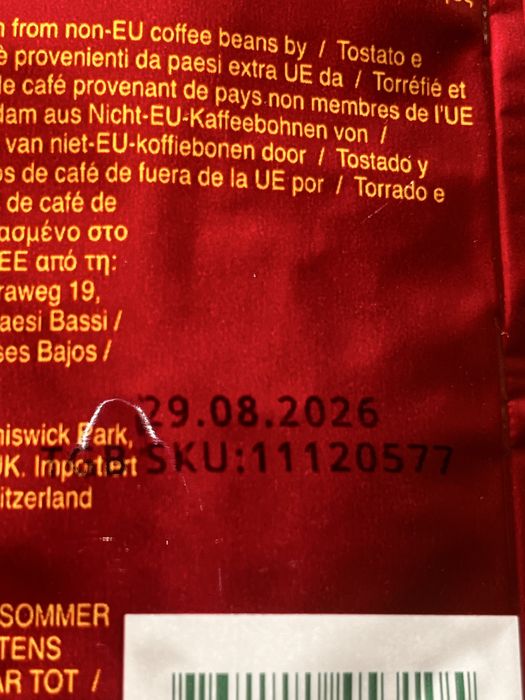 from non-EU coffee beans by / Tostato e
è provenienti da paesi extra UE da / Torréfié et
de café provenant de pays non membres de l'UE
dam aus Nicht-EU-Kaffeebohnen von /
van niet-EU-koffiebonen door / Tostado y
os de café de fuera de la UE por / Torrado e
de café de
ασμένο στο
ΕΕ από τη:
raweg 19,
aesi Bassi /
ses Bajos /
29.08.2026
hiswick Park,
TGB SKU:11120577
UK. Importert
itzerland
SOMMER
TENS
AR TOT /